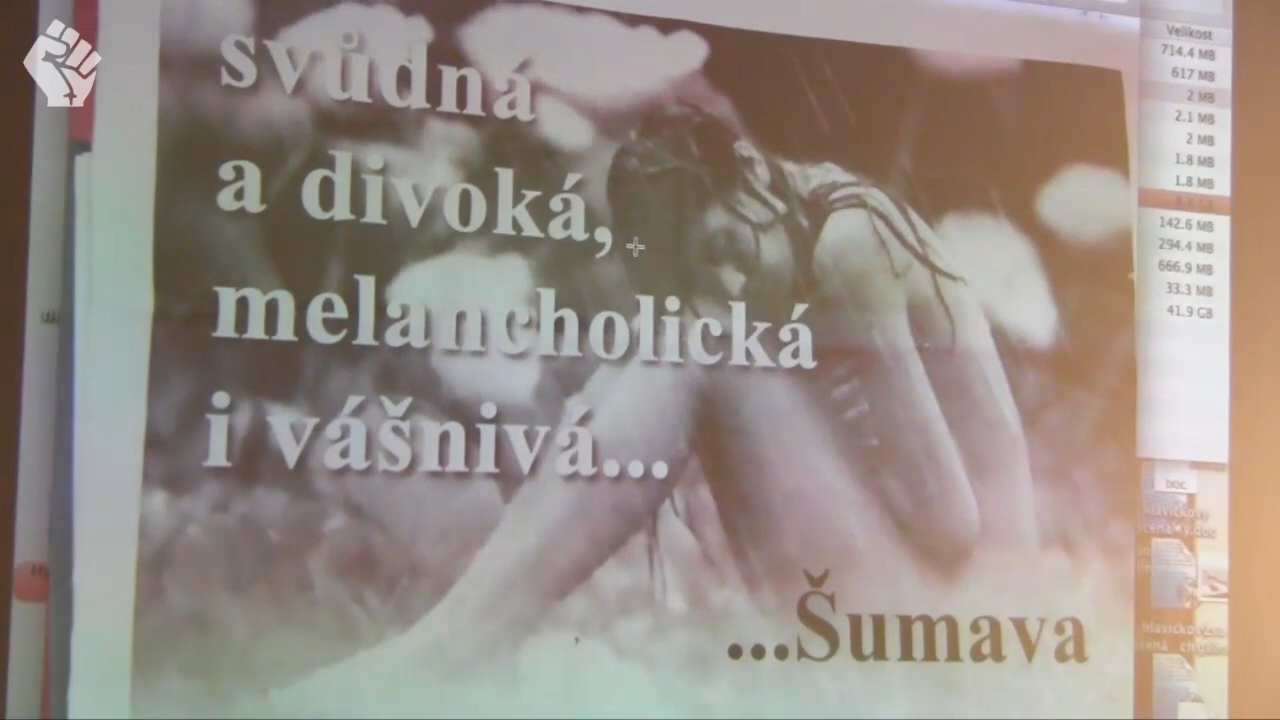 svůdná
a divoká,
melancholická
i vášnivá...
...Šumava
Velikost
714.4 MB
617 MB
2 MB
2.1 MB
2 MB
1.8 MB
1.8 MB
142.6 MB
294.4 MB
666.9 MB
33.3 MB
41.9 GB
DOC